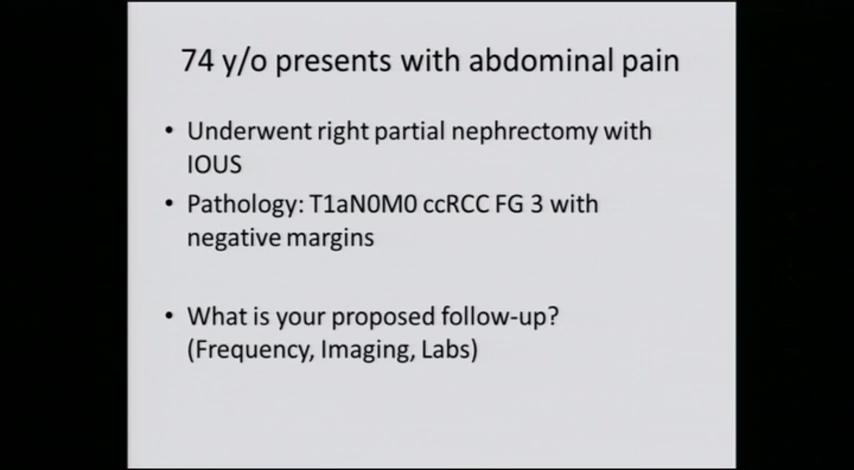 74 y/o presents with abdominal pain
• Underwent right partial nephrectomy with
IOUS
• Pathology: T1aN0M0 ccRCC FG 3 with
negative margins
• What is your proposed follow-up?
(Frequency, Imaging, Labs)